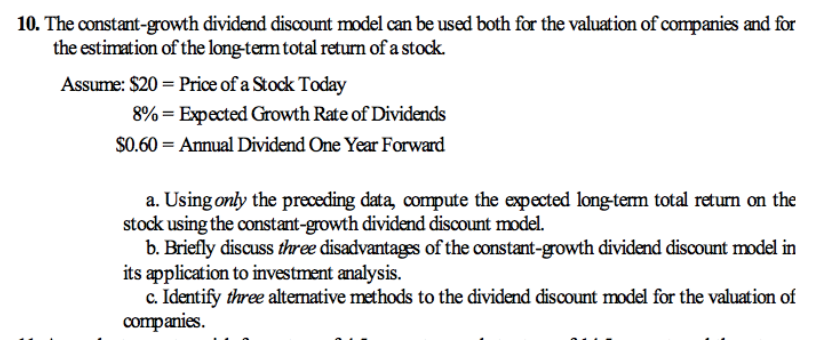 10. The constant-growth dividend discount model can be used both for the valuation of companies and for
the estimation of the long-term total return of a stock.
Assume: $20 = Price of a Stock Today
8% = Expected Growth Rate of Dividends
$0.60 = Annual Dividend One Year Forward
a. Using only the preceding data, compute the expected long-term total return on the
stock using the constant-growth dividend discount model.
b. Briefly discuss three disadvantages of the constant-growth dividend discount model in
its application to investment analysis.
c. Identify three alternative methods to the dividend discount model for the valuation of
companies.